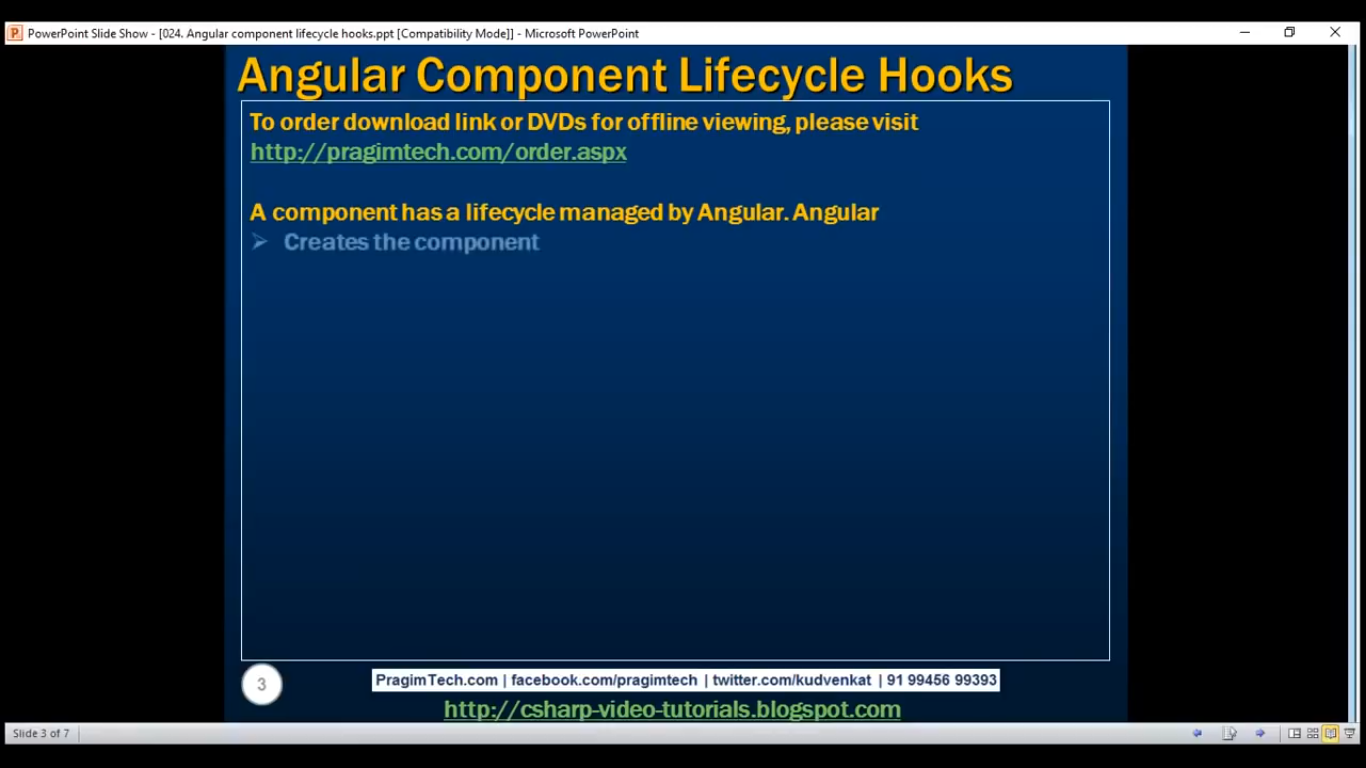 PowerPoint Slide Show - [024. Angular component lifecycle hooks.ppt [Compatibility Mode]] - Microsoft PowerPoint
Angular Component Lifecycle Hooks
To order download link or DVDs for offline viewing, please visit
http://pragimtech.com/order.aspx
A component has a lifecycle managed by Angular. Angular
➢ Creates the component
3
PragimTech.com | facebook.com/pragimtech | twitter.com/kudvenkat | 91 99456 99393
http://csharp-video-tutorials.blogspot.com
Slide 3 of 7